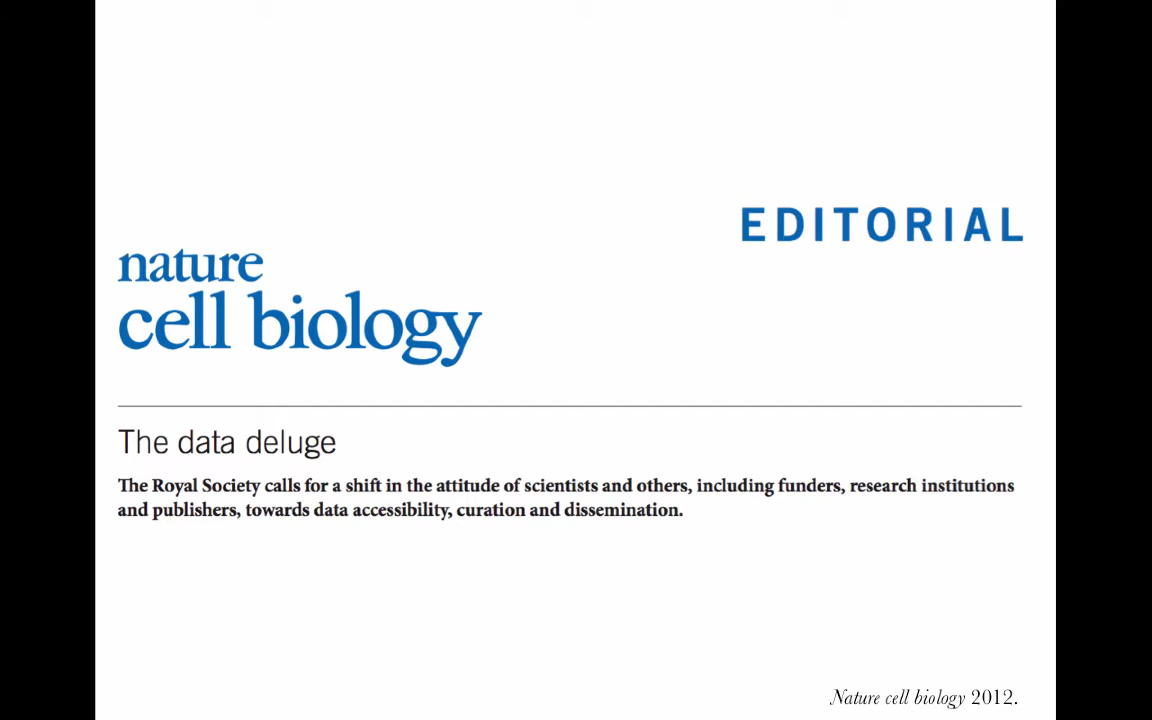 EDITORIAL
nature
cell biology
The data deluge
The Royal Society calls for a shift in the attitude of scientists and others, including funders, research institutions
and publishers, towards data accessibility, curation and dissemination.
Nature cell biology 2012.